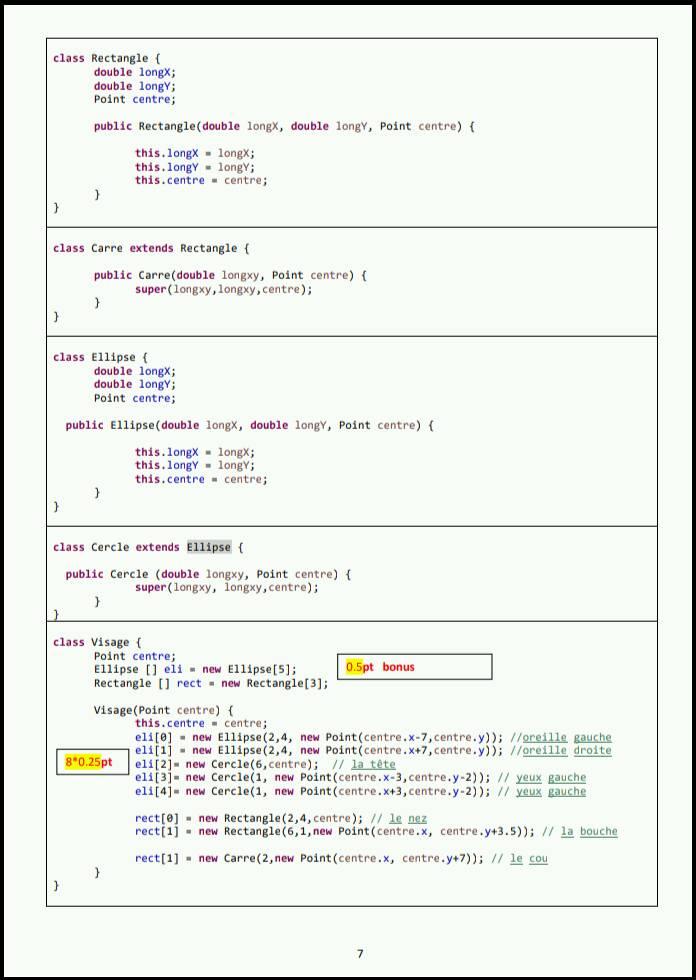 class Rectangle {
double longX;
double longY;
Point centre;
public Rectangle(double longX, double longY, Point centre) {
this.longX = longX;
this.longY = longY;
this.centre = centre;
}
}
class Carre extends Rectangle {
public Carre(double longxy, Point centre) {
super(longxy,longxy,centre);
}
}
class Ellipse {
double longX;
double longY;
Point centre;
public Ellipse(double longX, double longY, Point centre) {
this.longX = longX;
this.longY = longY;
this.centre = centre;
}
}
class Cercle extends Ellipse {
public Cercle (double longxy, Point centre) {
super(longxy, longxy,centre);
}
}
class Visage {
Point centre;
Ellipse [] eli = new Ellipse[5];
0.5pt bonus
Rectangle [] rect = new Rectangle[3];
Visage(Point centre) {
this.centre = centre;
eli[0] = new Ellipse(2,4, new Point(centre.x-7,centre.y)); //oreille gauche
eli[1] = new Ellipse(2,4, new Point(centre.x+7,centre.y)); //oreille droite
8*0.25pt
eli[2]= new Cercle(6,centre); // la tête
eli[3]= new Cercle(1, new Point(centre.x-3,centre.y-2)); // yeux gauche
eli[4]= new Cercle(1, new Point(centre.x+3,centre.y-2)); // yeux gauche
rect[0] = new Rectangle(2,4,centre); // le nez
rect[1] = new Rectangle(6,1,new Point(centre.x, centre.y+3.5)); // la bouche
rect[1] = new Carre(2,new Point(centre.x, centre.y+7)); // le cou
}
}
7